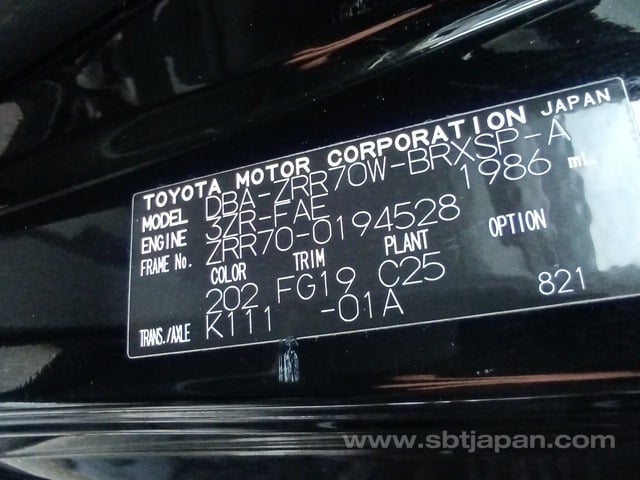 TOYOTA MOTOR CORPORATION JAPAN
MODEL DBA-ZRR70W-BRXSP-A
ENGINE 3ZR-FAE 1986 mL
FRAME No. ZRR70-0194528
COLOR TRIM PLANT OPTION
202 FG19 C25
TRANS./AXLE K111 -01A 821
www.sbtjapan.com